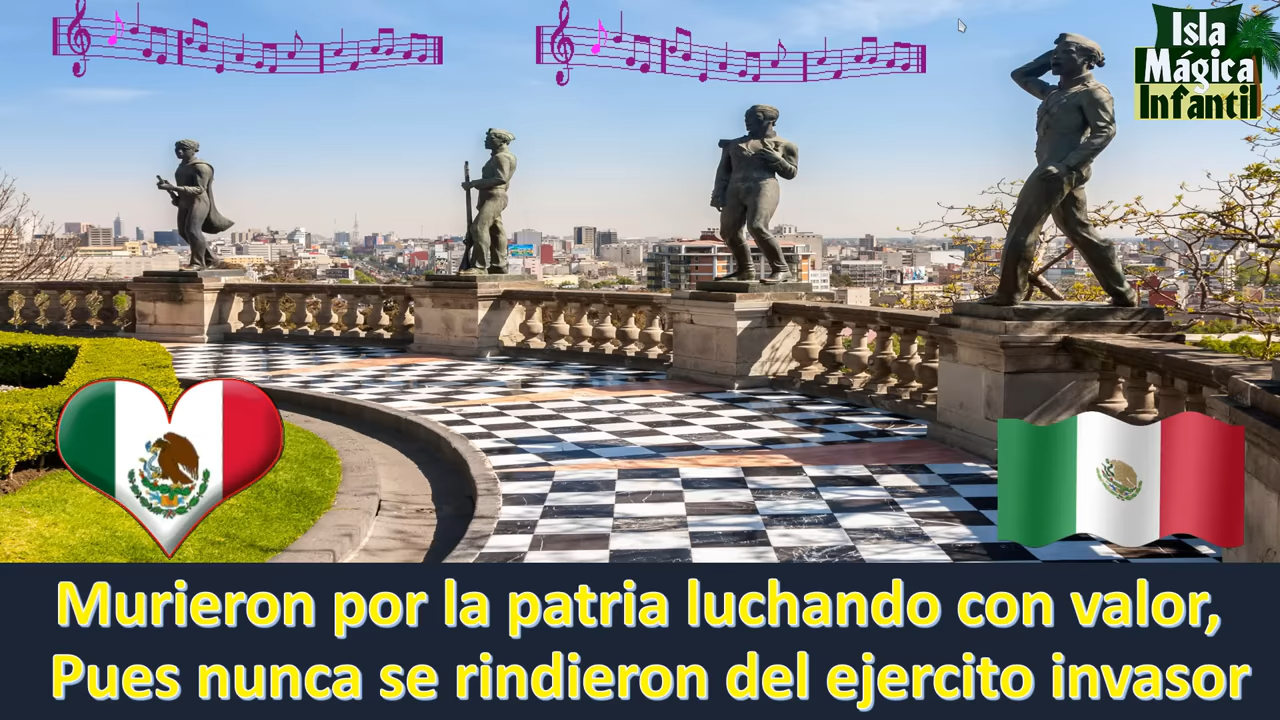 Isla
Mágica
Infantil
Murieron por la patria luchando con valor,
Pues nunca se rindieron del ejercito invasor